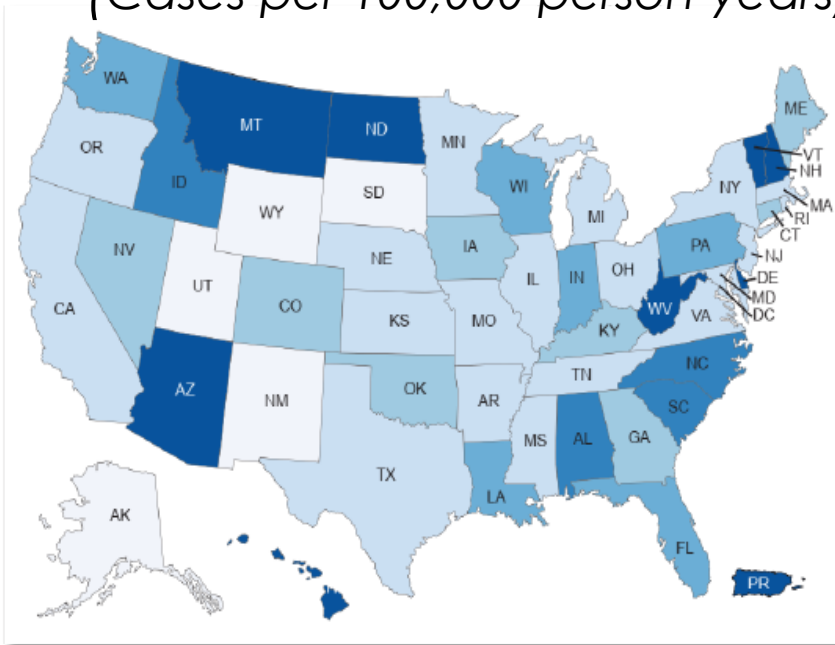 (Cases per 100,000 person-years)
WA
MT
ND
MN
ME
OR
ID
WI
VT
NH
SD
NY
MA
WY
MI
RI
CT
NV
IA
PA
NJ
NE
OH
DE
UT
IL
IN
MD
CO
WV
DC
CA
VA
KS
MO
KY
NC
TN
AZ
OK
SC
NM
AR
MS
AL
GA
TX
LA
AK
FL
PR